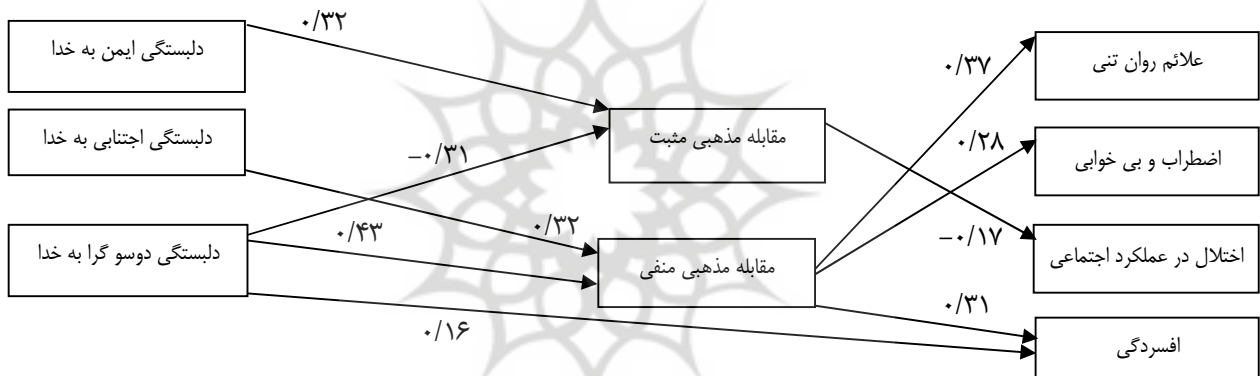 دلبستگی ایمن به خدا
دلبستگی اجتنابی به خدا
دلبستگی دوسو گرا به خدا
۰/۳۲
-۰/۳۱
۰/۳۲
۰/۴۳
۰/۱۶
مقابله مذهبی مثبت
مقابله مذهبی منفی
۰/۳۷
۰/۲۸
-۰/۱۷
۰/۳۱
علائم روان تنی
اضطراب و بی خوابی
اختلال در عملکرد اجتماعی
افسردگی